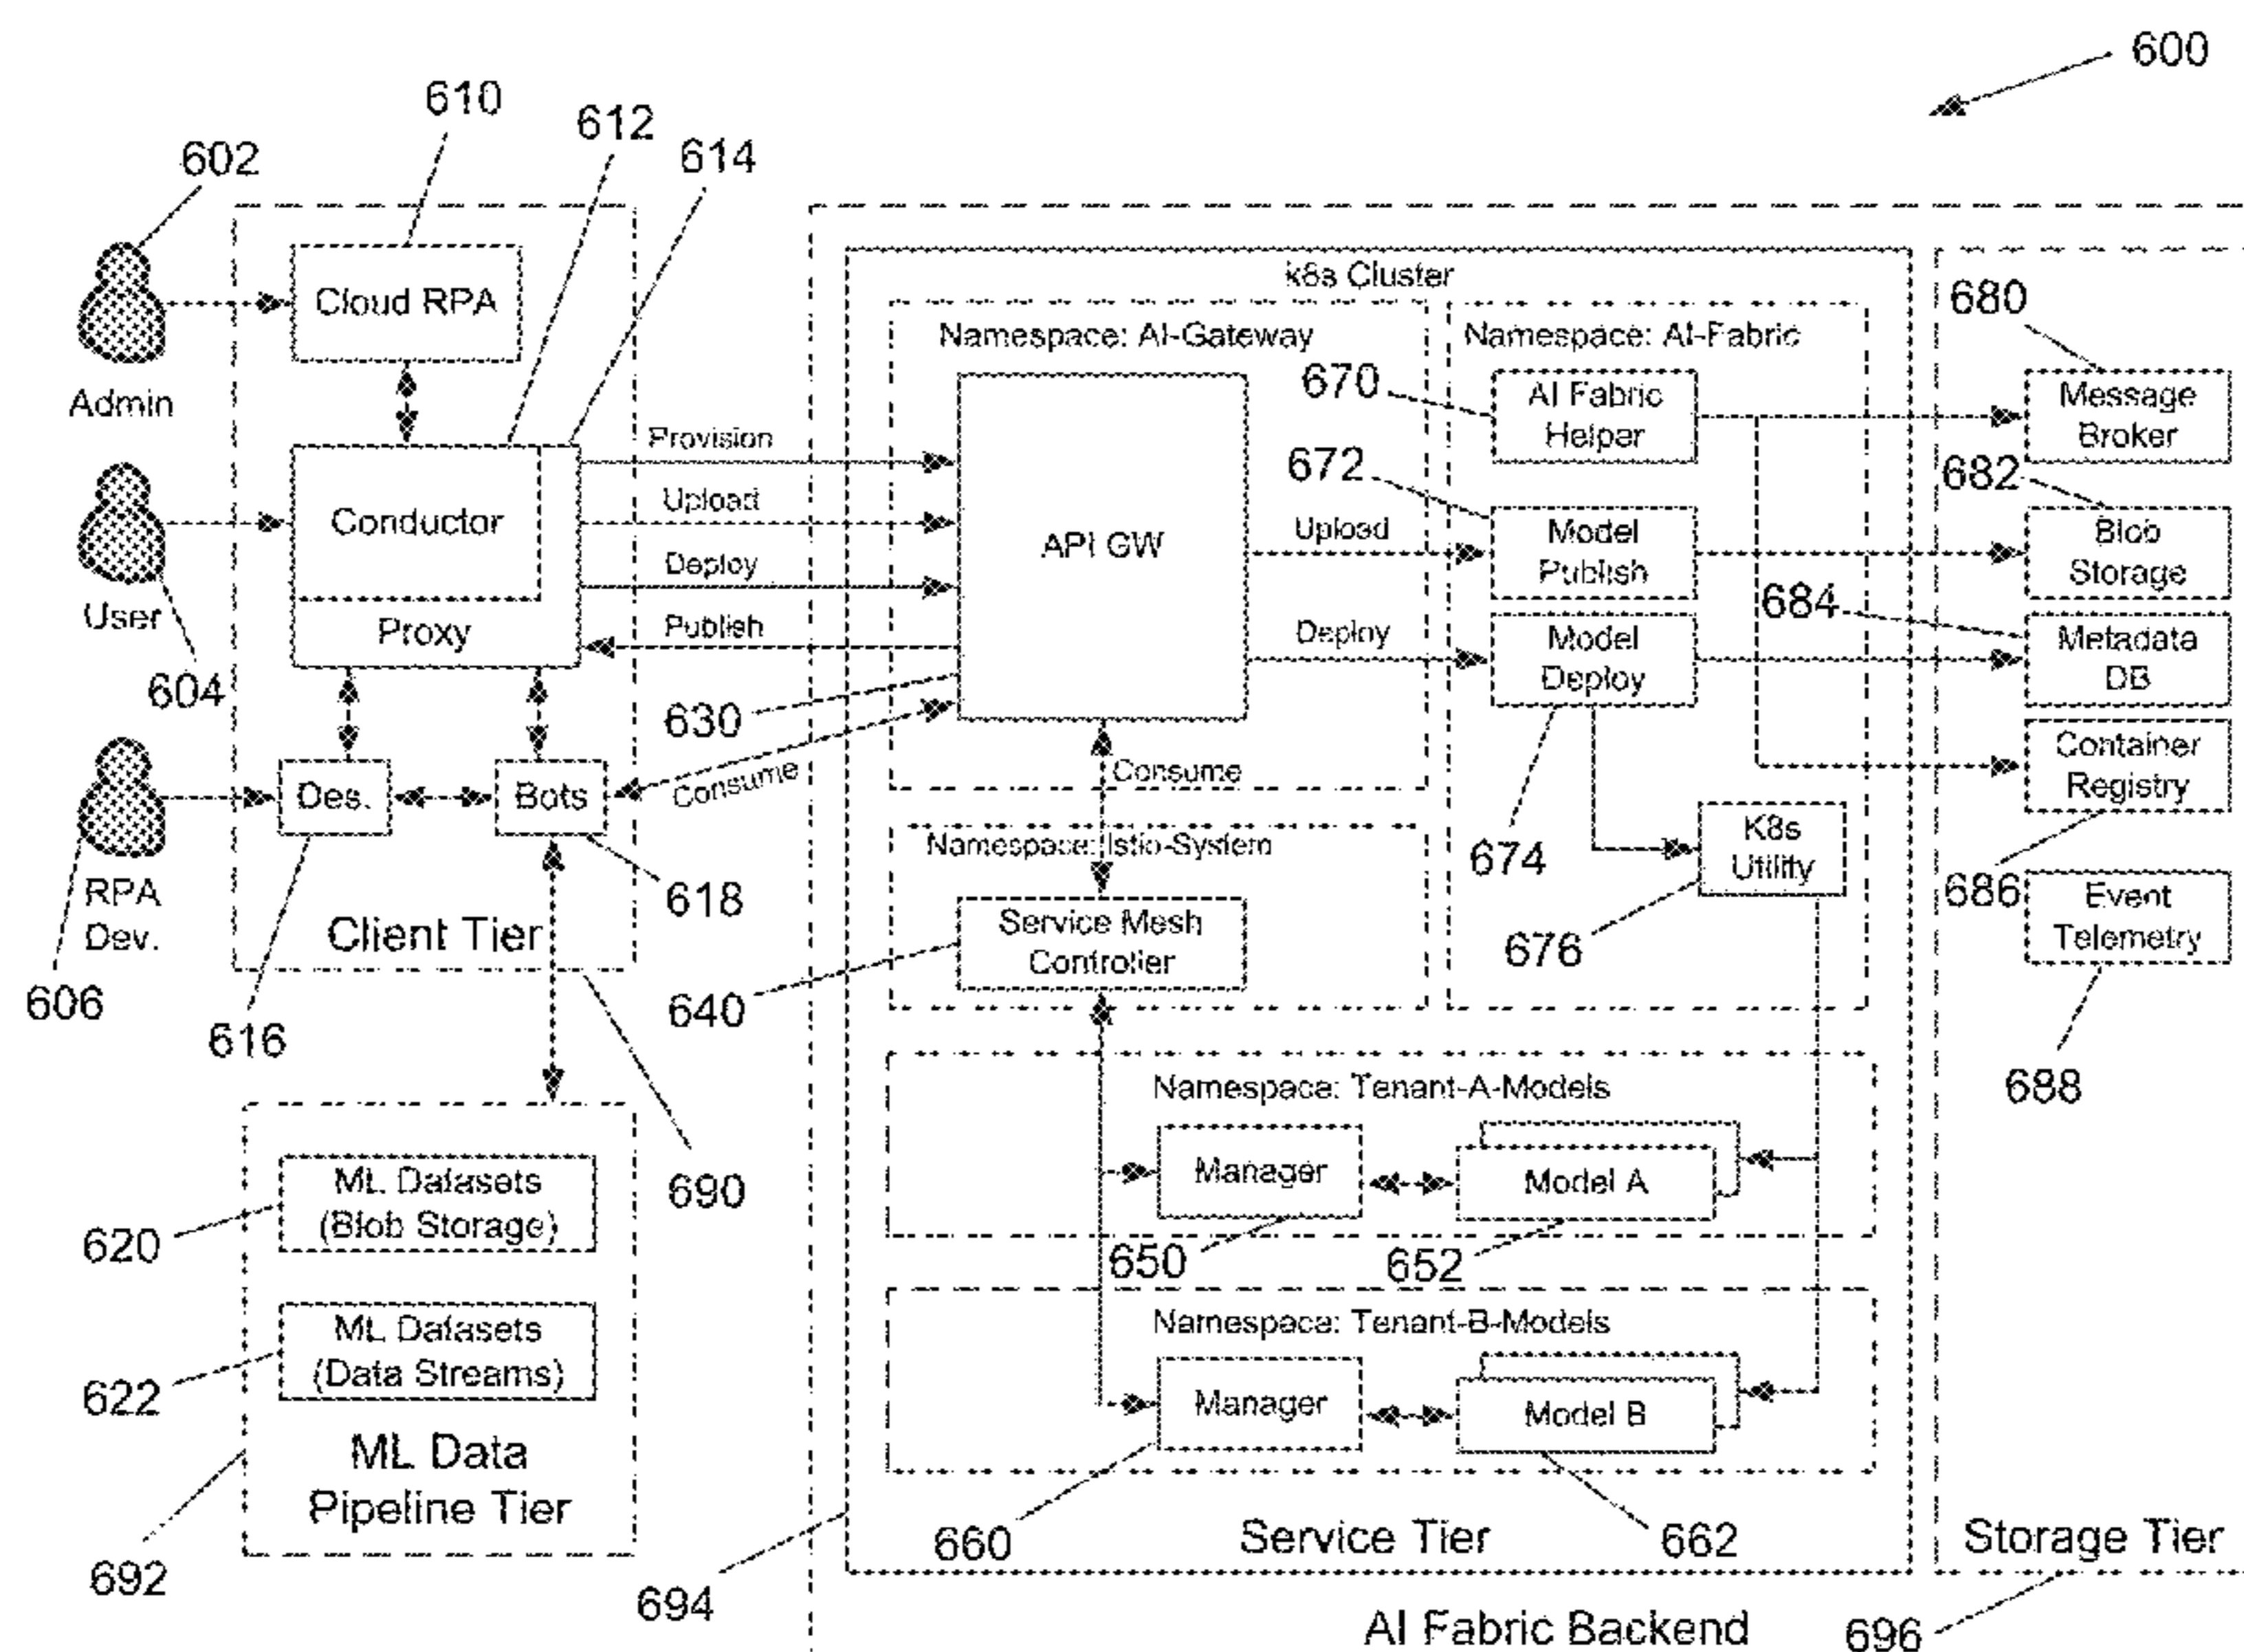 600
610
612
614
602
Cloud RPA
Admin
Conductor
Proxy
User
604
Des.
Bots
RPA
Dev.
606
616
618
Client Tier
690
Provision
Upload
Deploy
Publish
630
Consume
ML Datasets
(Blob Storage)
620
ML Datasets
(Data Streams)
622
ML Data
Pipeline Tier
692
k8s Cluster
Namespace: AI-Gateway
API GW
Upload
Deploy
Consume
Namespace: AI-Fabric
670
AI Fabric
Helper
672
Model
Publish
Model
Deploy
674
K8s
Utility
676
Namespace: Istio-System
Service Mesh
Controller
640
Namespace: Tenant-A-Models
Manager
Model A
650
652
Namespace: Tenant-B-Models
Manager
Model B
660
662
Service Tier
694
AI Fabric Backend
680
Message
Broker
682
Blob
Storage
684
Metadata
DB
Container
Registry
686
Event
Telemetry
688
Storage Tier
696